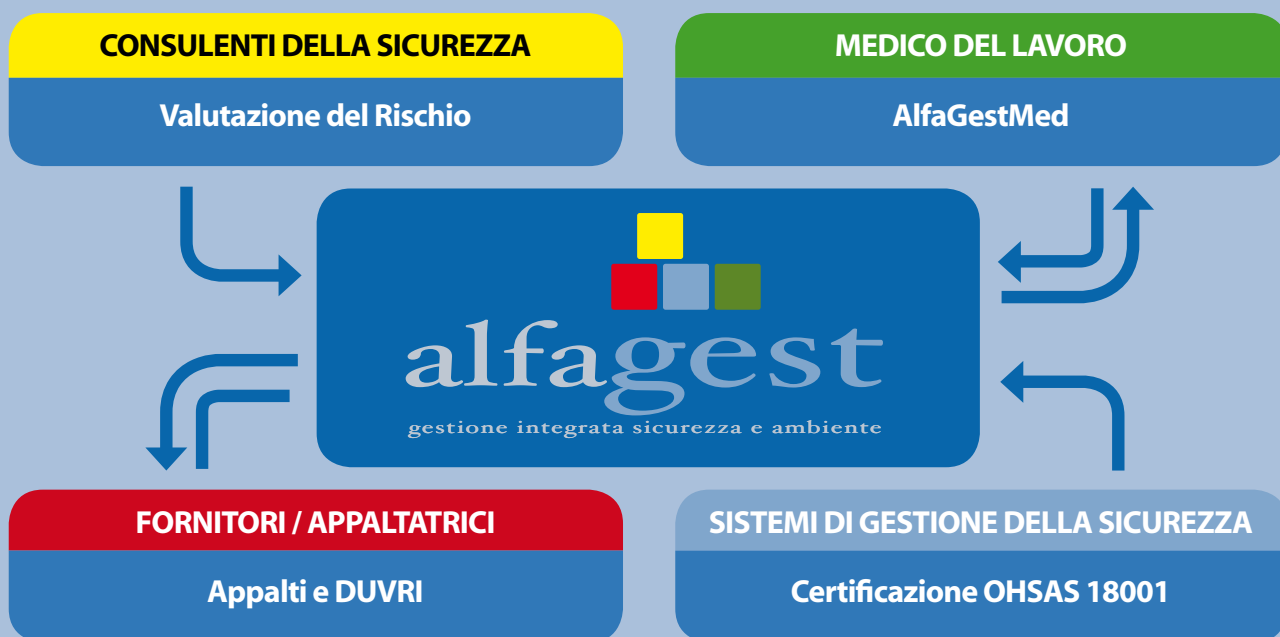 CONSULENTI DELLA SICUREZZA
Valutazione del Rischio
MEDICO DEL LAVORO
AlfaGestMed
alfagest
gestione integrata sicurezza e ambiente
FORNITORI / APPALTATRICI
Appalti e DUVRI
SISTEMI DI GESTIONE DELLA SICUREZZA
Certificazione OHSAS 18001